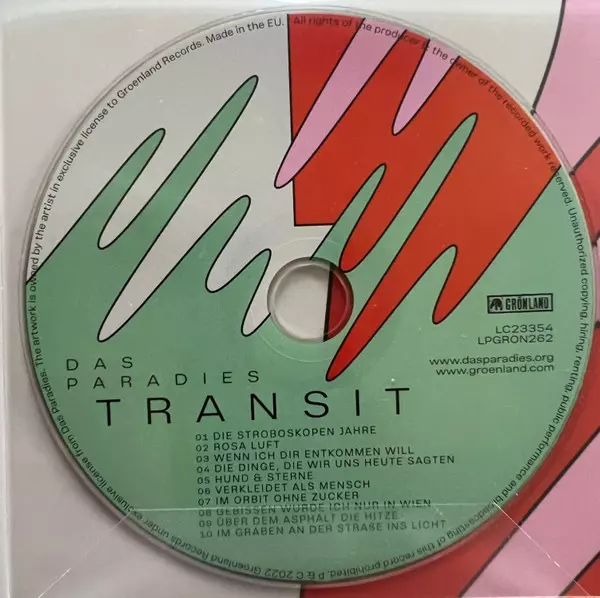 The artwork is owned by the artist in exclusive license to Groenland Records. Made in the EU. All rights of the producer & the owner of the recorded work reserved. Unauthorized copying, hiring, renting, public performance and broadcasting of this record prohibited. P & C 2022 Groenland Records under exclusive license from Das Paradies.
GRÖNLAND
LC23354
LPGRON262
www.dasparadies.org
www.groenland.com
DAS
PARADIES
TRANSIT
01 DIE STROBOSKOPEN JAHRE
02 ROSA LUFT
03 WENN ICH DIR ENTKOMMEN WILL
04 DIE DINGE, DIE WIR UNS HEUTE SAGTEN
05 HUND & STERNE
06 VERKLEIDET ALS MENSCH
07 IM ORBIT OHNE ZUCKER
08 GEBISSEN WURDE ICH NUR IN WIEN
09 ÜBER DEM ASPHALT DIE HITZE
10 IM GRABEN AN DER STRAßE INS LICHT